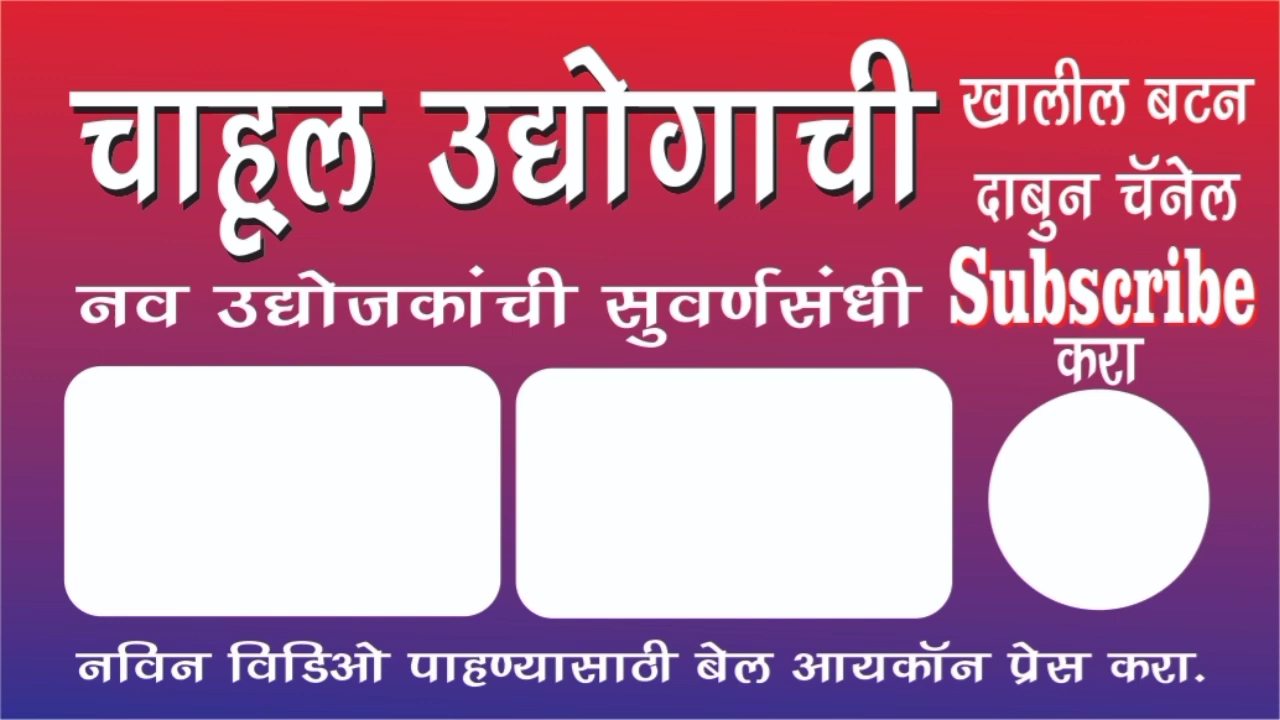 चाहूल उद्योगाची
नव उद्योजकांची सुवर्णसंधी
खालील बटन
दाबुन चॅनेल
Subscribe
करा
नविन विडिओ पाहण्यासाठी बेल आयकॉन प्रेस करा.